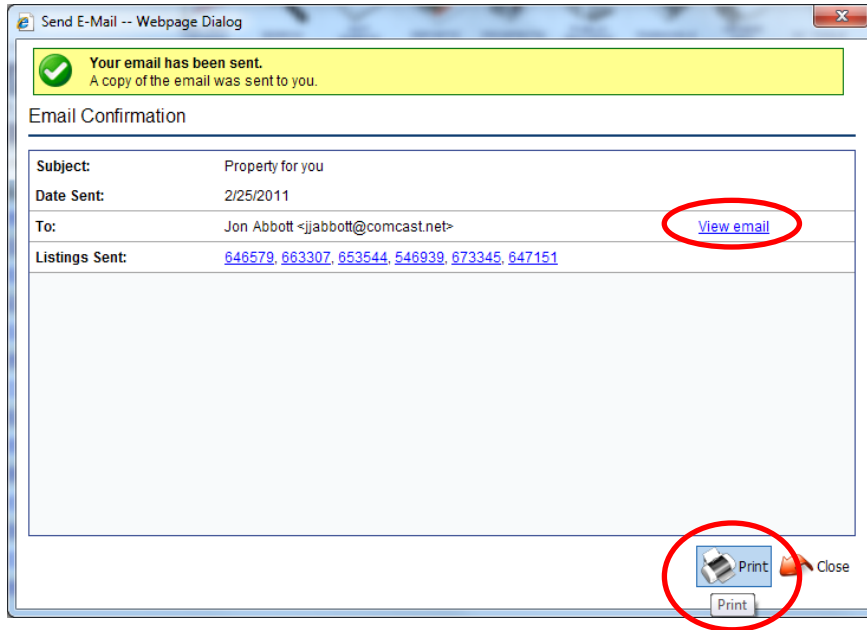 Send E-Mail -- Webpage Dialog
x
Your email has been sent.
A copy of the email was sent to you.
Email Confirmation
Subject: Property for you
Date Sent: 2/25/2011
To: Jon Abbott <jjabbott@comcast.net> View email
Listings Sent: 646579, 663307, 653544, 546939, 673345, 647151
Print Close
Print